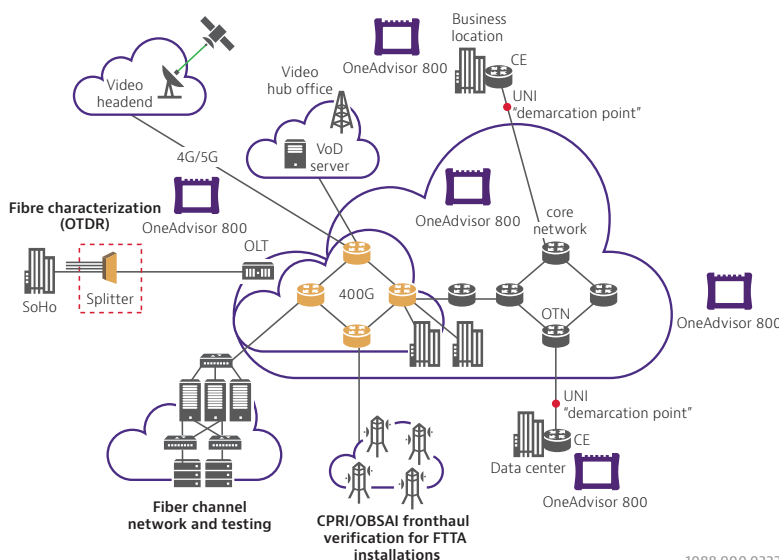 Business
location
OneAdvisor 800
CE
UNI
"demarcation point"
Video
headend
Video
hub office
VoD
server
4G/5G
Fibre characterization
(OTDR)
OneAdvisor 800
OneAdvisor 800
core
network
OLT
SoHo
Splitter
400G
OTN
OneAdvisor 800
UNI
"demarcation point"
CE
Data center
OneAdvisor 800
Fiber channel
network and testing
CPRI/OBSAI fronthaul
verification for FTTA
installations